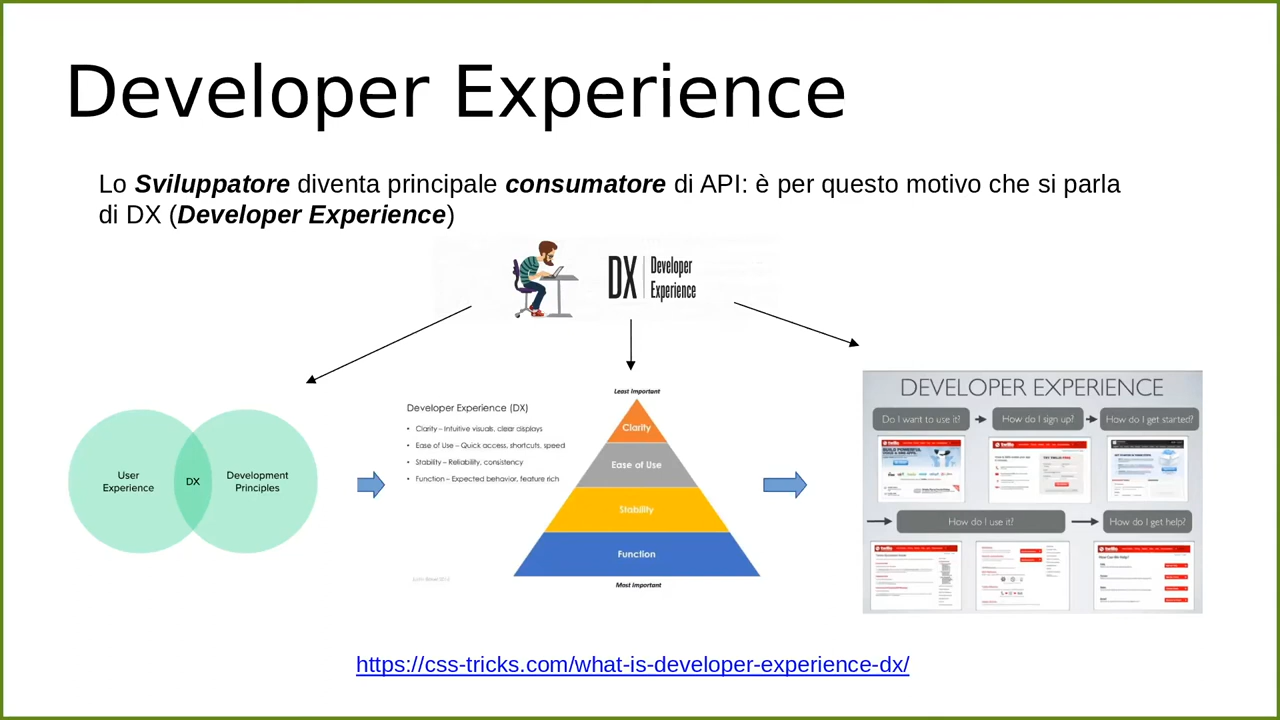 Developer Experience
Lo Sviluppatore diventa principale consumatore di API: è per questo motivo che si parla
di DX (Developer Experience)
DX Developer
Experience
User
Experience
DX
Development
Principles
Developer Experience (DX)
• Clarity – Intuitive visuals, clear displays
• Ease of Use – Quick access, shortcuts, speed
• Stability – Reliability, consistency
• Function – Expected behavior, feature rich
Least Important
Clarity
Ease of Use
Stability
Function
Most Important
DEVELOPER EXPERIENCE
Do I want to use it?
How do I sign up?
How do I get started?
How do I use it?
How do I get help?
https://css-tricks.com/what-is-developer-experience-dx/